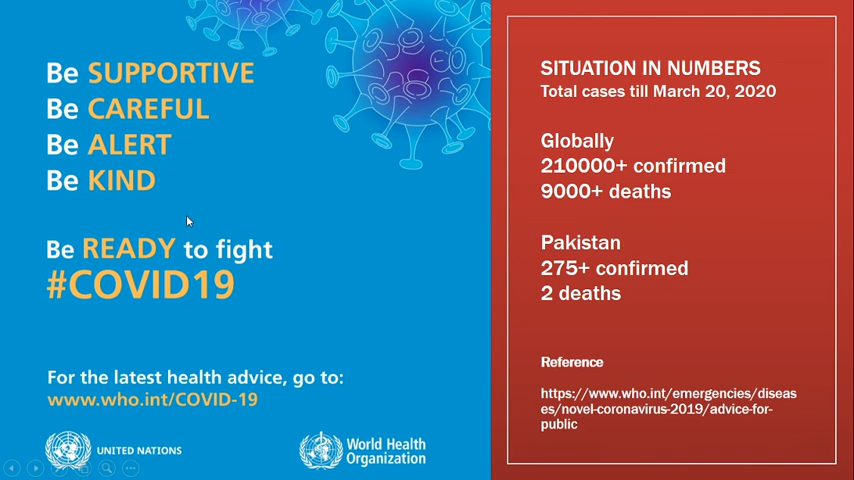 Be SUPPORTIVE
Be CAREFUL
Be ALERT
Be KIND
Be READY to fight
#COVID19
For the latest health advice, go to:
www.who.int/COVID-19
UNITED NATIONS
World Health
Organization
SITUATION IN NUMBERS
Total cases till March 20, 2020
Globally
210000+ confirmed
9000+ deaths
Pakistan
275+ confirmed
2 deaths
Reference
https://www.who.int/emergencies/diseas
es/novel-coronavirus-2019/advice-for-
public